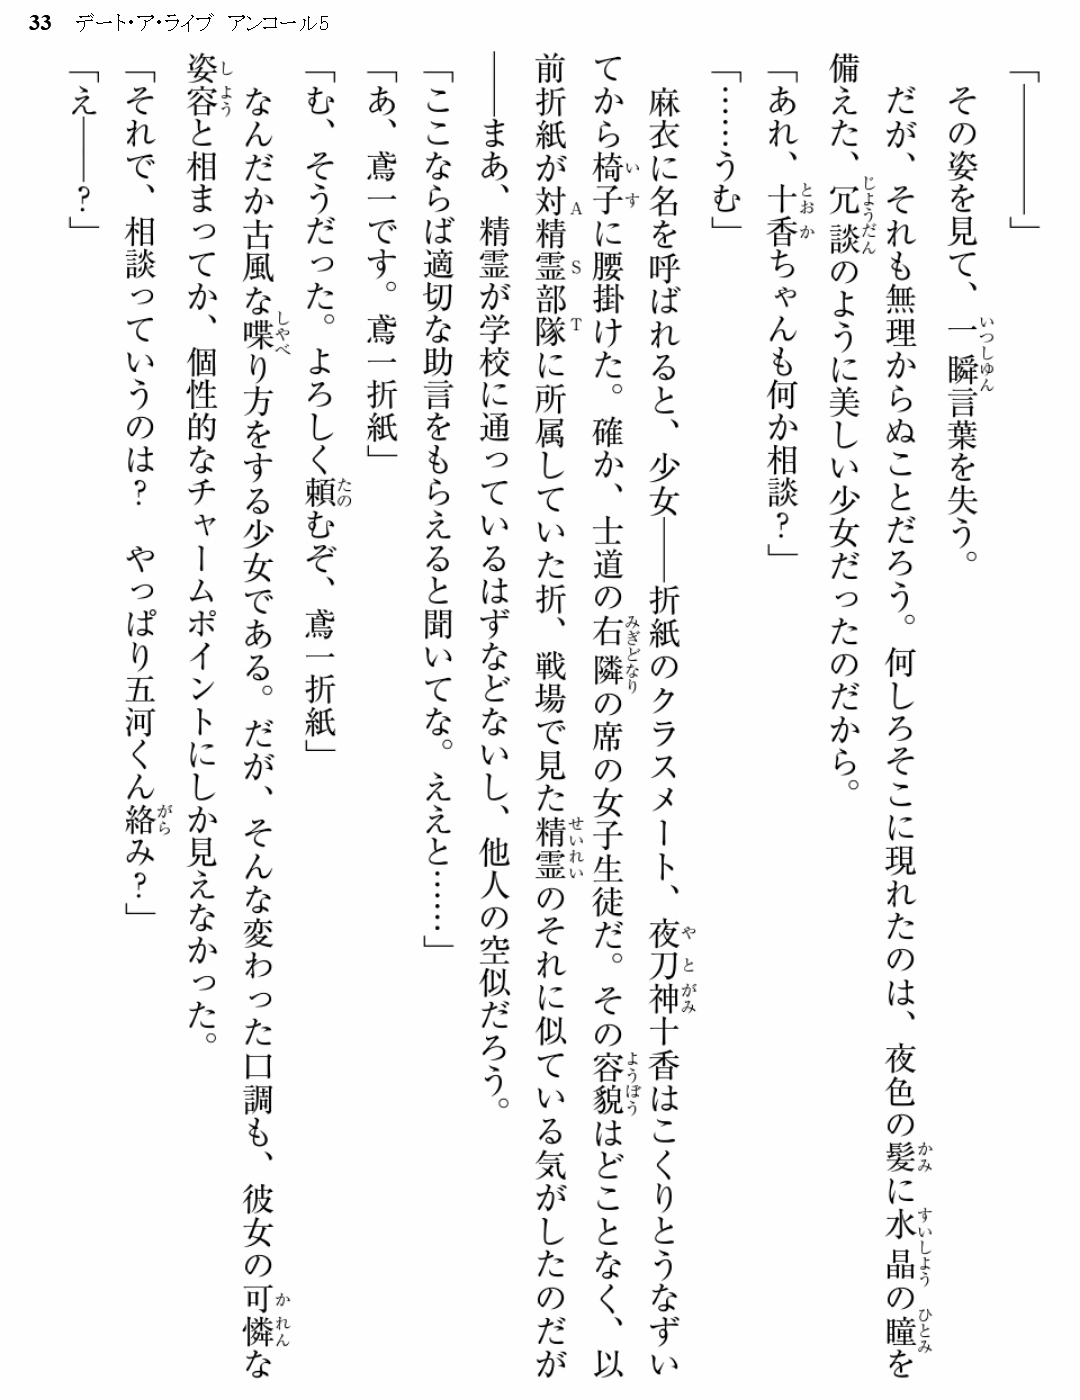 33 デート・ア・ライブ アンコール5
「――――」
その姿を見て、一瞬言葉を失う。
だが、それも無理からぬことだろう。何しろそこに現れたのは、夜色の髪に水晶の瞳を
備えた、冗談のように美しい少女だったのだから。
「あれ、十香ちゃんも何か相談？」
「……うむ」
麻衣に名を呼ばれると、少女――折紙のクラスメート、夜刀神十香はこくりとうなずい
てから椅子に腰掛けた。確か、士道の右隣の席の女子生徒だ。その容貌はどことなく、以
前折紙が対精霊部隊に所属していた折、戦場で見た精霊のそれに似ている気がしたのだが
――まあ、精霊が学校に通っているはずなどないし、他人の空似だろう。
「ここならば適切な助言をもらえると聞いてな。ええと……」
「あ、鳶一です。鳶一折紙」
「む、そうだった。よろしく頼むぞ、鳶一折紙」
なんだか古風な喋り方をする少女である。だが、そんな変わった口調も、彼女の可憐な
姿容と相まってか、個性的なチャームポイントにしか見えなかった。
「それで、相談っていうのは？　やっぱり五河くん絡み？」
「え――？」